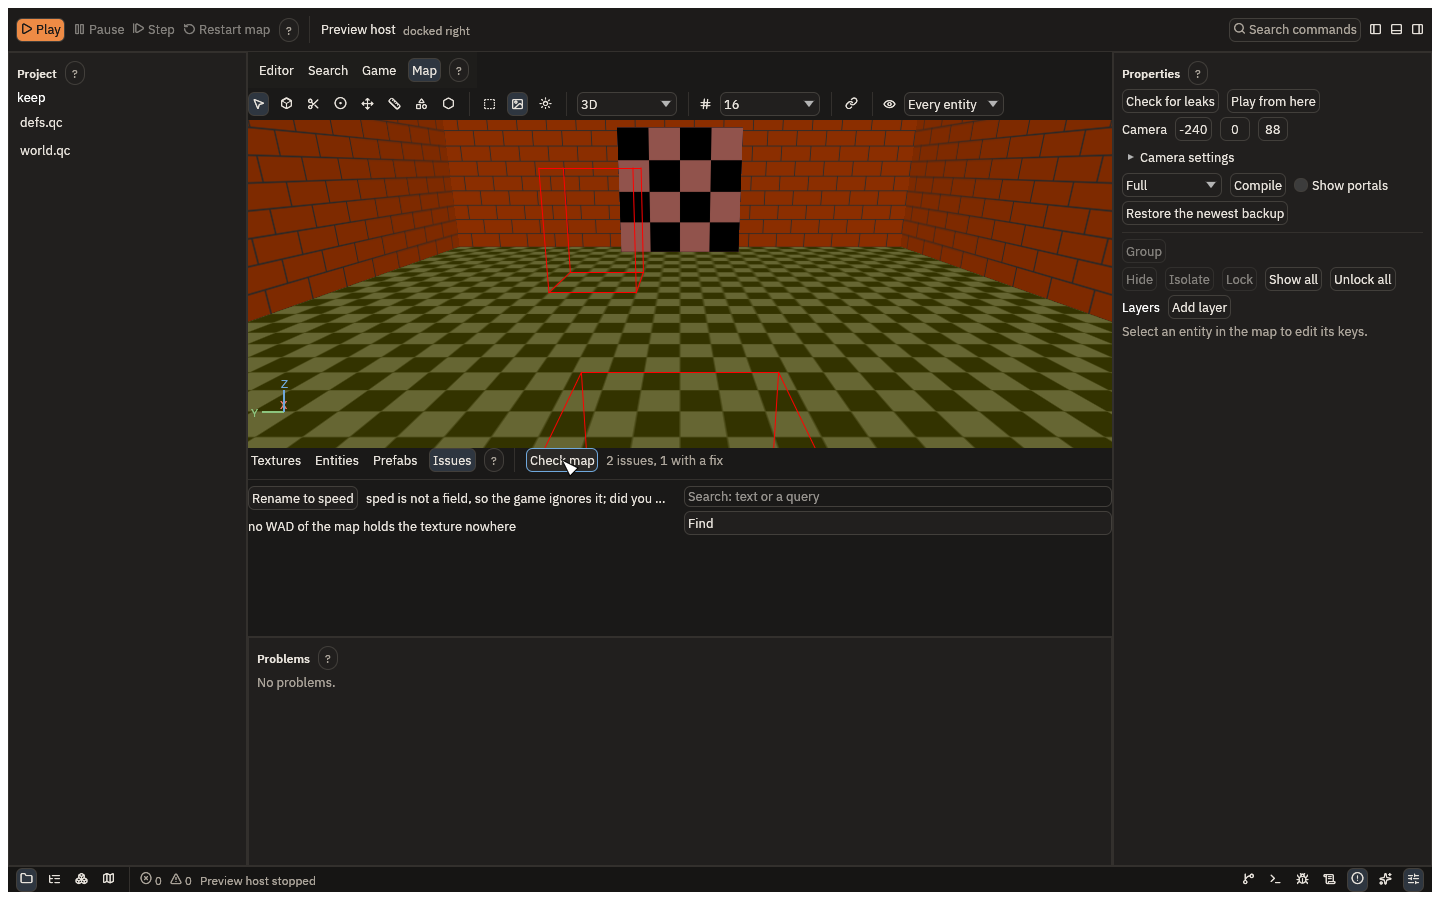 Play Pause Step Restart map ? Preview host docked right Search commands
Project ?
keep
defs.qc
world.qc
Editor Search Game Map ?
3D # 16 Every entity
Z
Y X
Textures Entities Prefabs Issues ? Check map 2 issues, 1 with a fix
Rename to speed sped is not a field, so the game ignores it; did you ...
no WAD of the map holds the texture nowhere
Search: text or a query
Find
Problems ?
No problems.
Properties ?
Check for leaks Play from here
Camera -240 0 88
Camera settings
Full Compile Show portals
Restore the newest backup
Group
Hide Isolate Lock Show all Unlock all
Layers Add layer
Select an entity in the map to edit its keys.
0 0 Preview host stopped